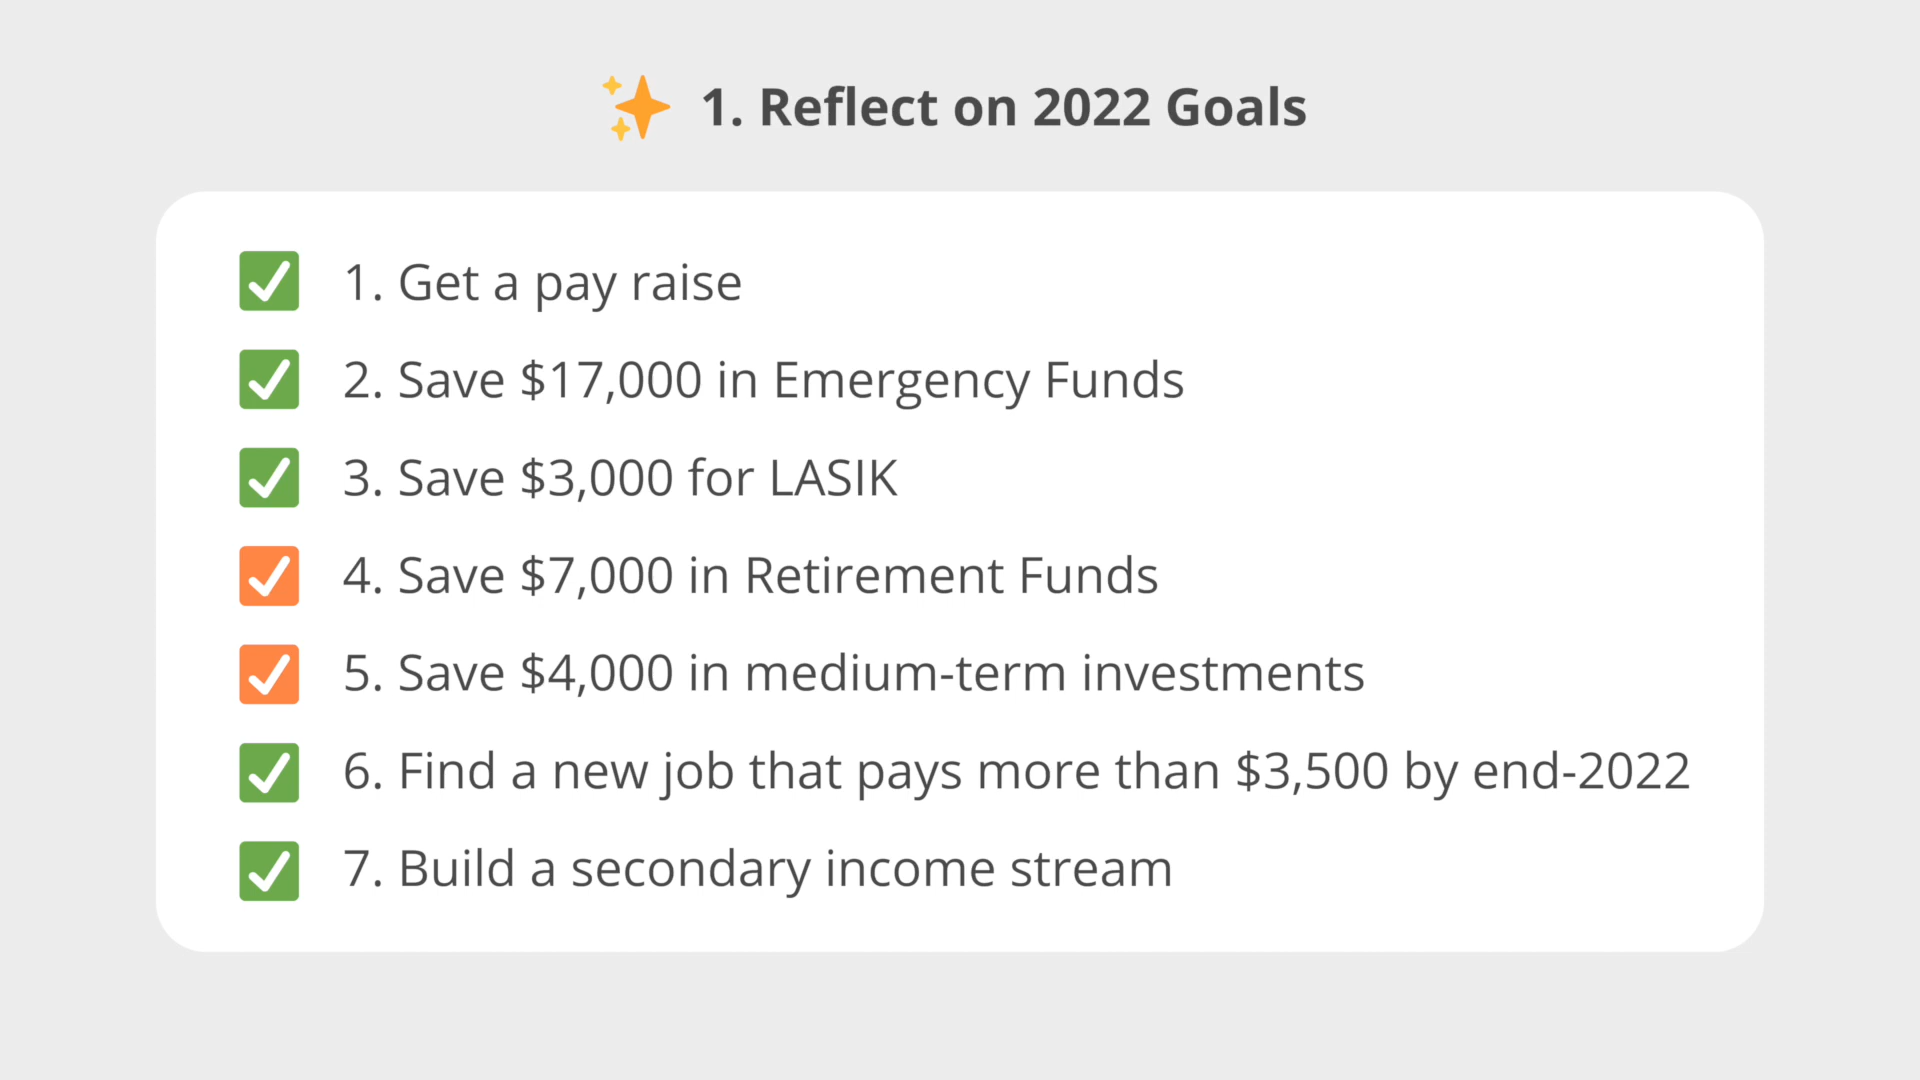 1. Reflect on 2022 Goals
1. Get a pay raise
2. Save $17,000 in Emergency Funds
3. Save $3,000 for LASIK
4. Save $7,000 in Retirement Funds
5. Save $4,000 in medium-term investments
6. Find a new job that pays more than $3,500 by end-2022
7. Build a secondary income stream